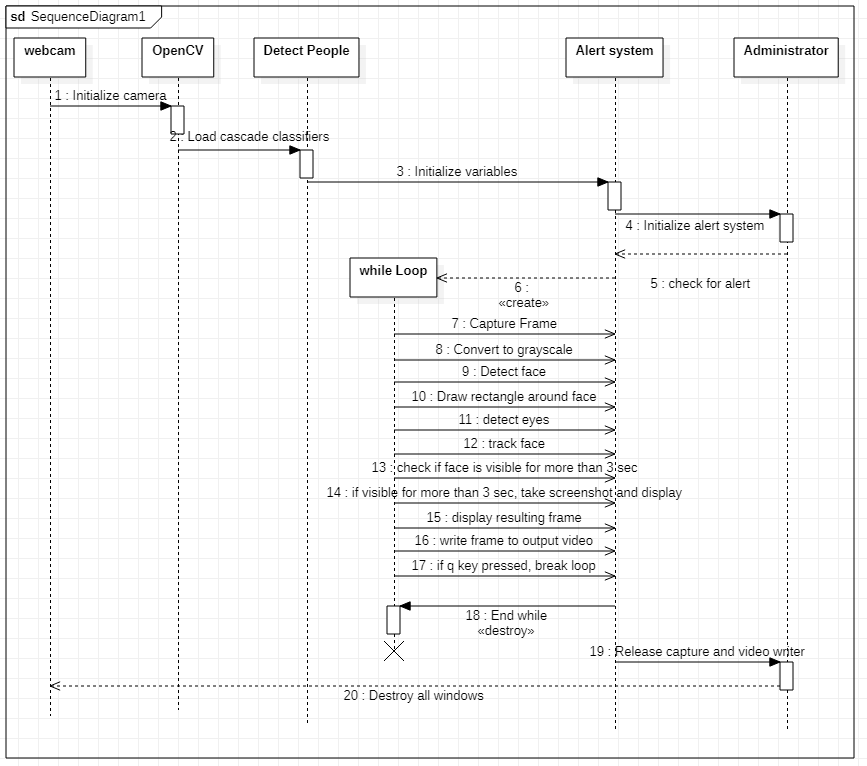 sd SequenceDiagram1
webcam
OpenCV
Detect People
Alert system
Administrator
1 : Initialize camera
2 : Load cascade classifiers
3 : Initialize variables
4 : Initialize alert system
while Loop
6 :
«create»
5 : check for alert
7 : Capture Frame
8 : Convert to grayscale
9 : Detect face
10 : Draw rectangle around face
11 : detect eyes
12 : track face
13 : check if face is visible for more than 3 sec
14 : if visible for more than 3 sec, take screenshot and display
15 : display resulting frame
16 : write frame to output video
17 : if q key pressed, break loop
18 : End while
«destroy»
19 : Release capture and video writer
20 : Destroy all windows